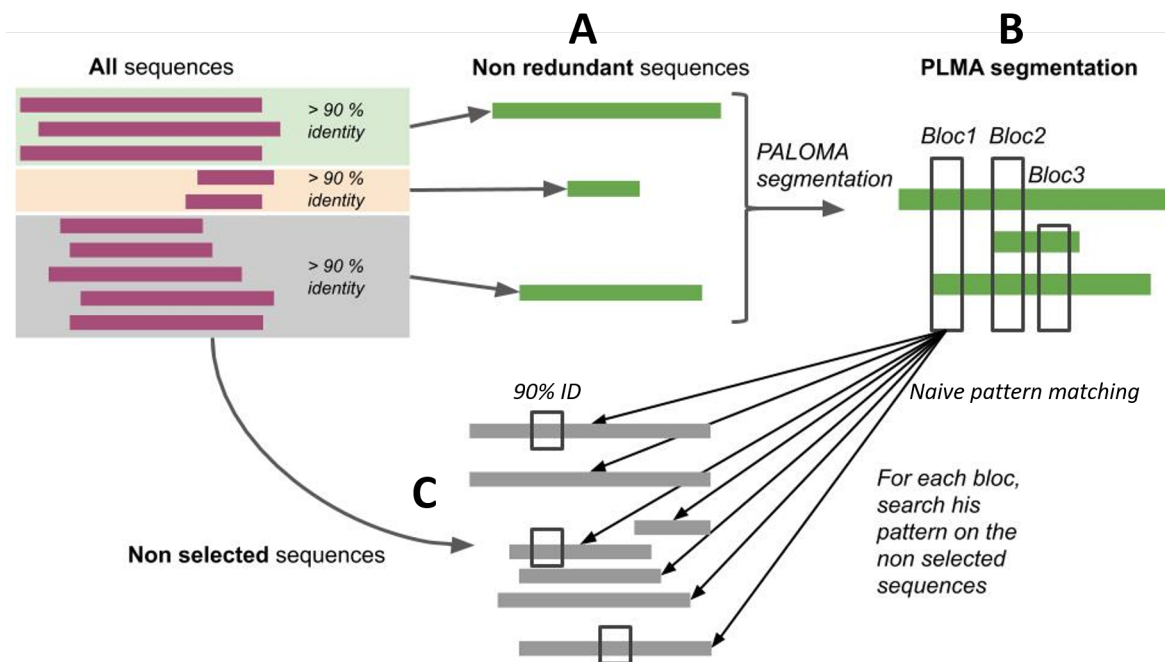 A
B
All sequences
Non redundant sequences
PLMA segmentation
> 90 %
identity
> 90 %
identity
> 90 %
identity
PALOMA
segmentation
Bloc1 Bloc2
Bloc3
90% ID
Naive pattern matching
C
For each bloc,
search his
pattern on the
non selected
sequences
Non selected sequences